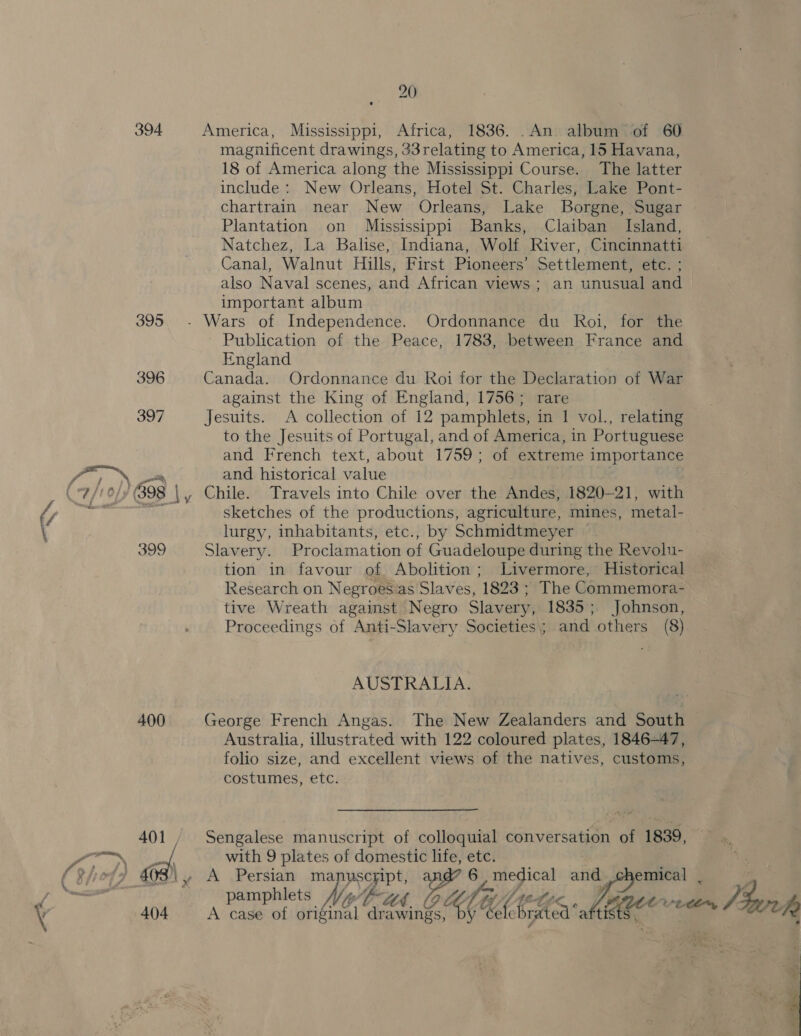 20
394 America, Mississippi, Africa, 1836. An album of 60
magnificent drawings, 33 relating to America, 15 Havana,
18 of America along the Mississippi Course. The latter
include: New Orleans, Hotel St. Charles, Lake Pont-
chartrain near New Orleans, Lake Borgne, Sugar
Plantation on Mississippi Banks, Claiban Island,
Natchez, La Balise, Indiana, Wolf River, Cincinnatti
Canal, Walnut Hills, First Pioneers' Settlement, etc.;
also Naval scenes, and African views; an unusual and
important album
395 Wars of Independence. Ordonnance du Roi, for the
Publication of the Peace, 1783, between France and
England
396 Canada. Ordonnance du Roi for the Declaration of War
against the King of England, 1756; rare
397 Jesuits. A collection of 12 pamphlets, in 1 vol., relating
to the Jesuits of Portugal, and of America, in Portuguese
and French text, about 1759; of extreme importance
and historical value
398 Chile. Travels into Chile over the Andes, 1820–21, with
sketches of the productions, agriculture, mines, metal-
lurgy, inhabitants, etc., by Schmidtmeyer
399 Slavery. Proclamation of Guadeloupe during the Revolu-
tion in favour of Abolition; Livermore, Historical
Research on Negroes as Slaves, 1823; The Commemora-
tive Wreath against Negro Slavery, 1835; Johnson,
Proceedings of Anti-Slavery Societies; and others (8)
AUSTRALIA.
400 George French Angas. The New Zealanders and South
Australia, illustrated with 122 coloured plates, 1846–47,
folio size, and excellent views of the natives, customs,
costumes, etc.
401 Sengalese manuscript of colloquial conversation of 1839,
with 9 plates of domestic life, etc.
403 A Persian manuscript, and 6 medical and chemical
pamphlets
404 A case of original drawings, by celebrated artists